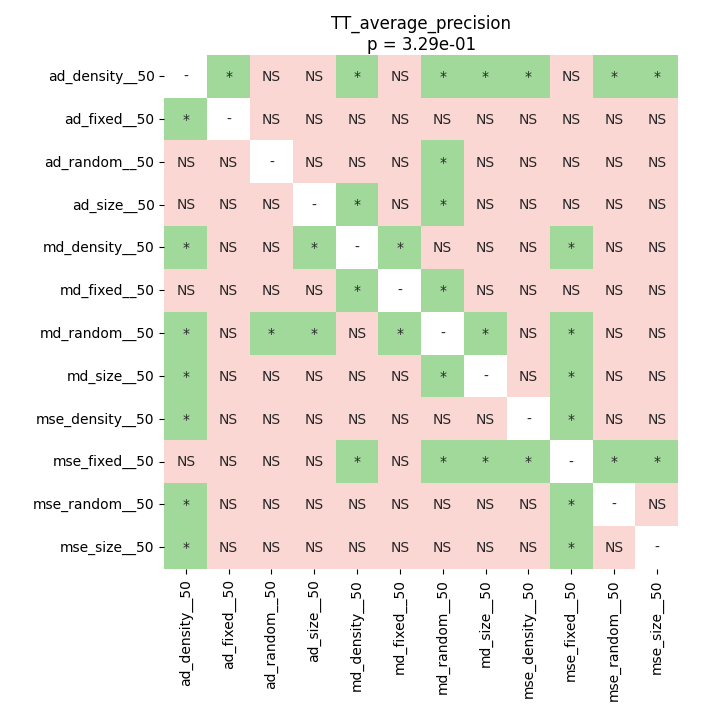 TT_average_precision
p = 3.29e-01
ad_density__50 - * NS NS * NS * * * NS * *
ad_fixed__50 * - NS NS NS NS NS NS NS NS NS NS
ad_random__50 NS NS - NS NS NS * NS NS NS NS NS
ad_size__50 NS NS NS - * NS * NS NS NS NS NS
md_density__50 * NS NS * - * NS NS NS * NS NS
md_fixed__50 NS NS NS NS * - * NS NS NS NS NS
md_random__50 * NS * * NS * - * NS * NS NS
md_size__50 * NS NS NS NS NS * - NS * NS NS
mse_density__50 * NS NS NS NS NS NS NS - * NS NS
mse_fixed__50 NS NS NS NS * NS * * * - * *
mse_random__50 * NS NS NS NS NS NS NS NS * - NS
mse_size__50 * NS NS NS NS NS NS NS NS * NS -
ad_density__50
ad_fixed__50
ad_random__50
ad_size__50
md_density__50
md_fixed__50
md_random__50
md_size__50
mse_density__50
mse_fixed__50
mse_random__50
mse_size__50